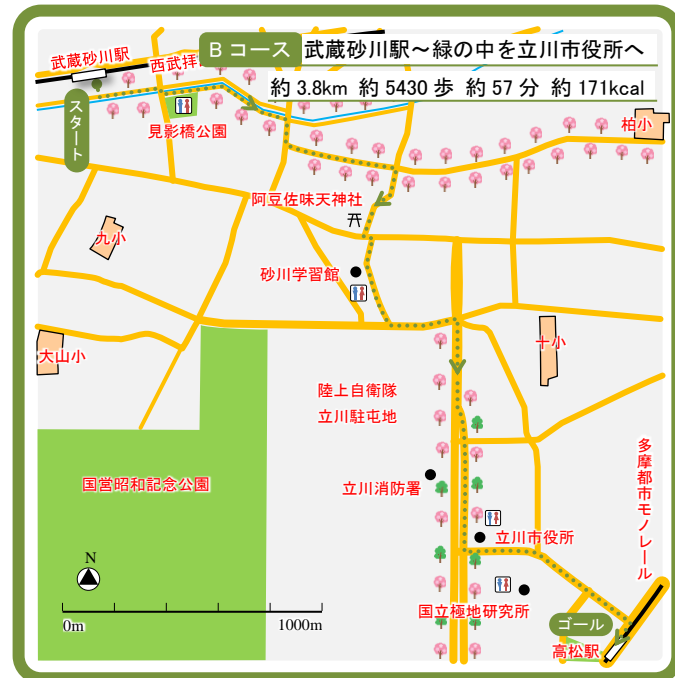 武蔵砂川駅
西武拝
B コース 武蔵砂川駅～緑の中を立川市役所へ
約 3.8km 約 5430 歩 約 57 分 約 171kcal
スタート
見影橋公園
柏小
阿豆佐味天神社
九小
砂川学習館
大山小
十小
陸上自衛隊
立川駐屯地
多摩都市モノレール
国営昭和記念公園
立川消防署
立川市役所
N
国立極地研究所
0m
1000m
ゴール
高松駅